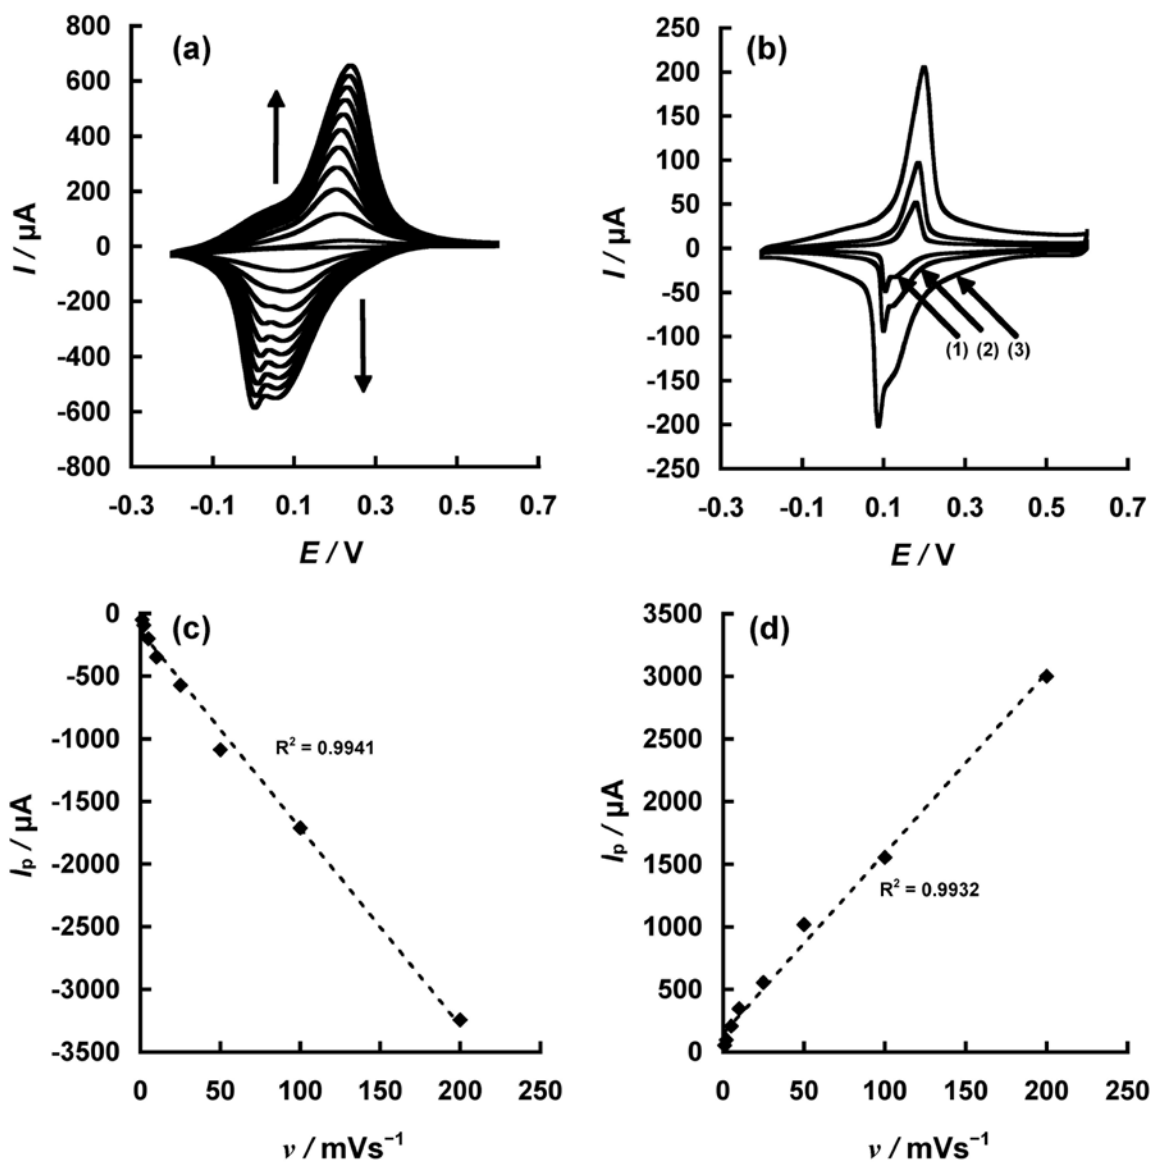 (a)
800
600
400
200
0
-200
-400
-600
-800
-0.3 -0.1 0.1 0.3 0.5 0.7
I / µA
E / V
(b)
250
200
150
100
50
0
-50
-100
-150
-200
-250
(1) (2) (3)
-0.3 -0.1 0.1 0.3 0.5 0.7
I / µA
E / V
(c)
0
-500
-1000
-1500
-2000
-2500
-3000
-3500
R² = 0.9941
0 50 100 150 200 250
Iₚ / µA
ν / mVs⁻¹
(d)
3500
3000
2500
2000
1500
1000
500
0
R² = 0.9932
0 50 100 150 200 250
Iₚ / µA
ν / mVs⁻¹